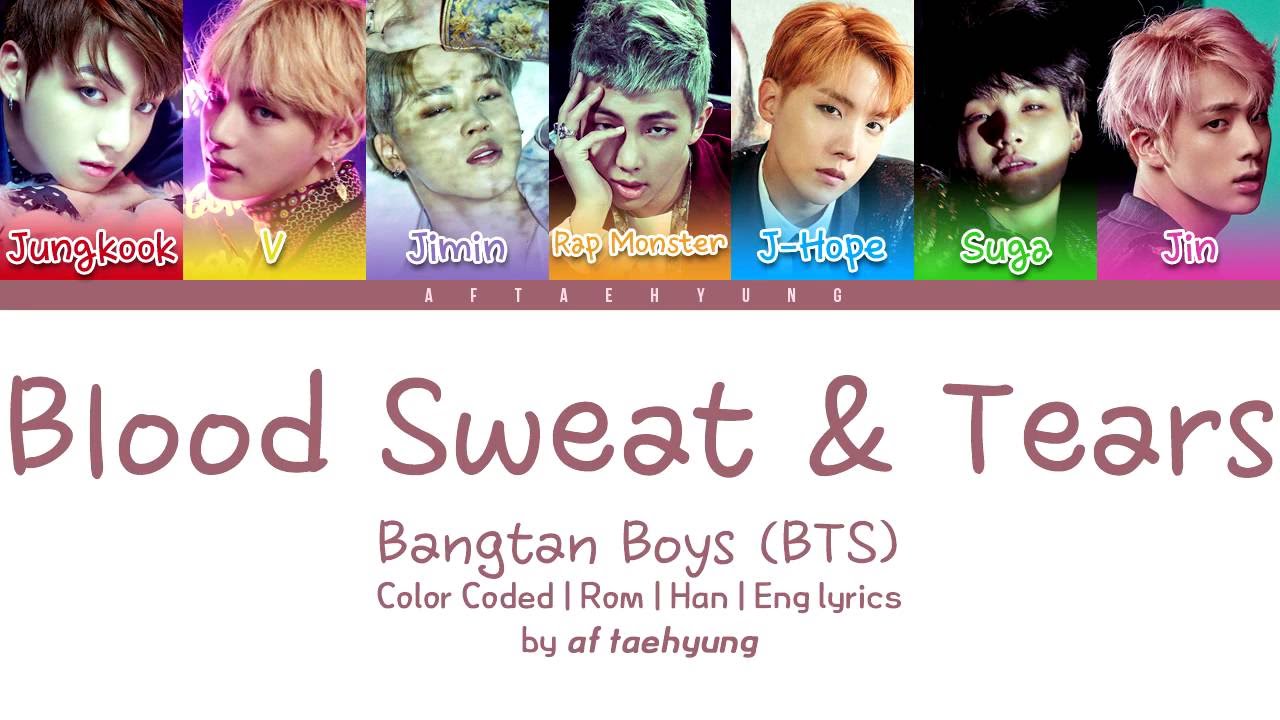 Jungkook V Jimin Rap Monster J-Hope Suga Jin
AFTAEHYUNG
Blood Sweat & Tears
Bangtan Boys (BTS)
Color Coded | Rom | Han | Eng lyrics
by af taehyung